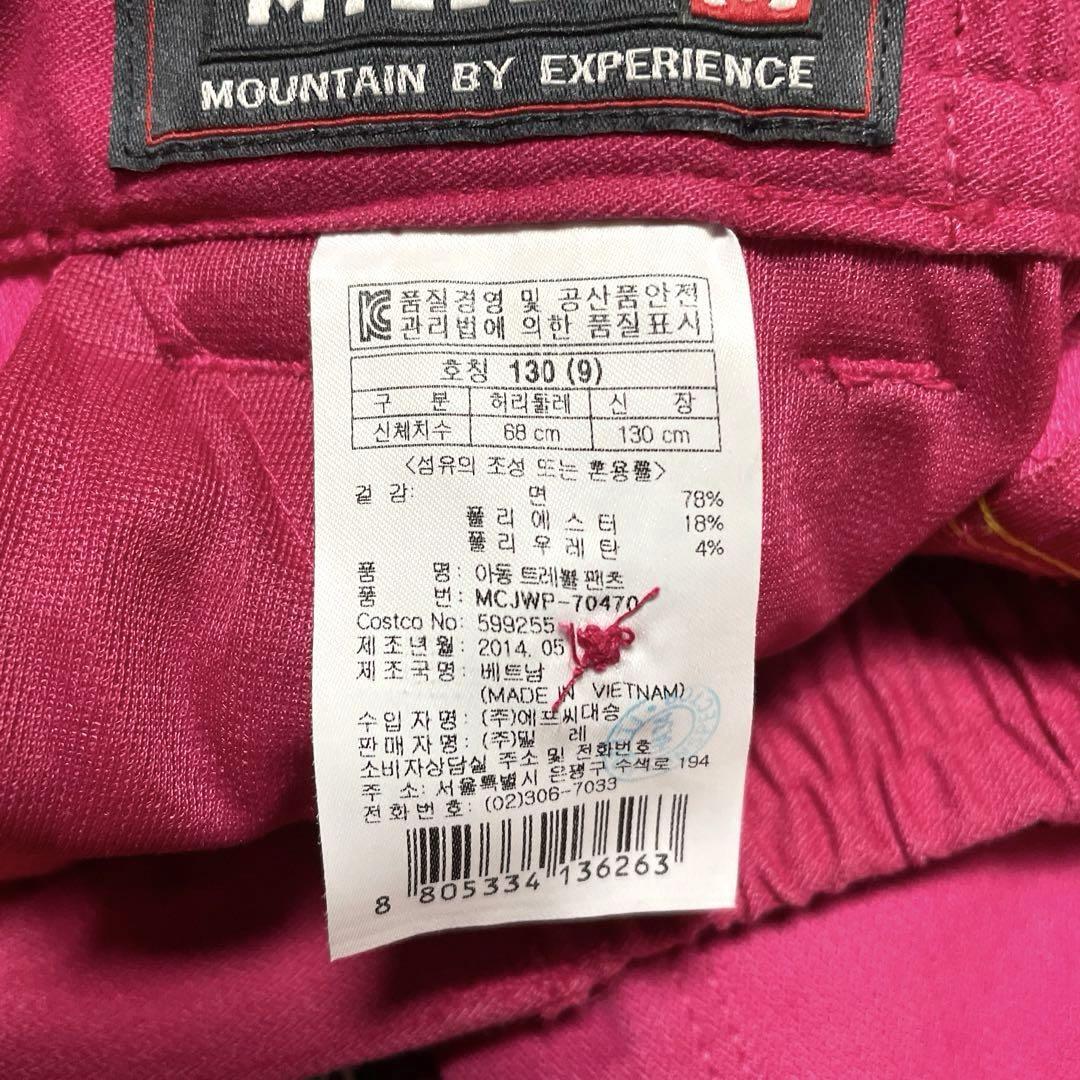 MOUNTAIN BY EXPERIENCE
품질경영 및 공산품안전
관리법에 의한 품질표시
호칭 130 (9)
구 분 허리둘레 신 장
신체치수 68 cm 130 cm
<섬유의 조성 또는 혼용률>
겉 감: 면 78%
폴리에스터 18%
폴리우레탄 4%
품 명: 아동 트레블 팬츠
품 번: MCJWP-70470
Costco No: 599255
제조년월: 2014. 05
제조국명: 베트남
(MADE IN VIETNAM)
수입자명: (주)에프씨대승
판매자명: (주)밀 레
소비자상담실 주소 및 전화번호
주 소: 서울특별시 은평구 수색로 194
전화번호: (02)306-7033
8 805334 136263